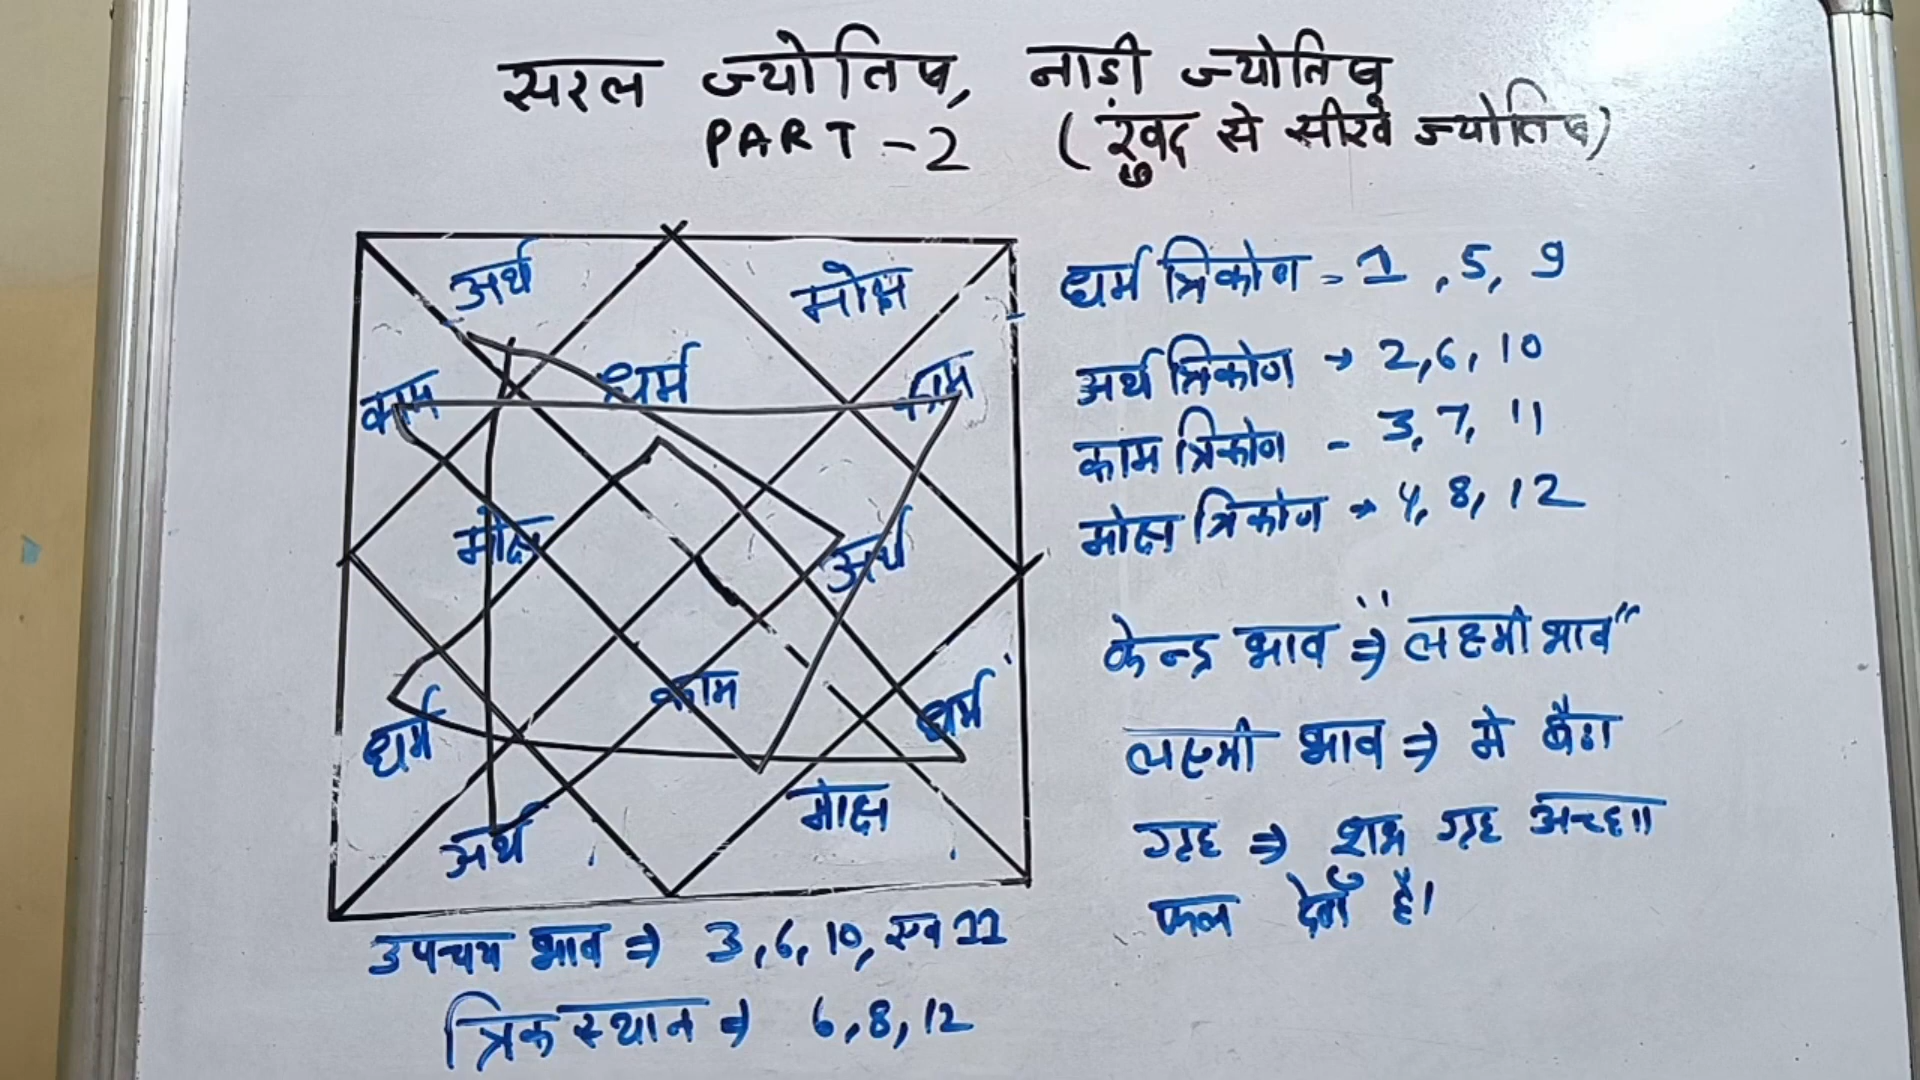 सरल ज्योतिष, नाडी ज्योतिष
PART-2 (खुद से सीखे ज्योतिष)
अर्थ मोक्ष
काम धर्म काम
मोक्ष अर्थ
धर्म काम धर्म
अर्थ मोक्ष
धर्म त्रिकोण = 1, 5, 9
अर्थ त्रिकोण → 2, 6, 10
काम त्रिकोण - 3, 7, 11
मोक्ष त्रिकोण → 4, 8, 12
केन्द्र भाव ⇒ "लक्ष्मी भाव"
लक्ष्मी भाव ⇒ मे बैठा
ग्रह ⇒ शुभ ग्रह अच्छा
फल है।
उपचय भाव ⇒ 3, 6, 10, एव 11
त्रिक स्थान ⇒ 6, 8, 12